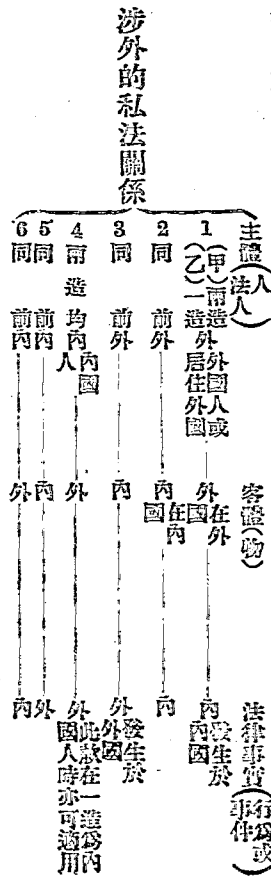 涉外的私法關係
主體(人法人) 客體(物) 法律事實(行為或事件)
1 (甲)兩造外 外國人或 (乙)一造 居住外國 外 在外國 內 發生於內國
2 同前外 內 在內國 內
3 同前外 內 外 發生於外國
4 兩造均內 內國人 外 外 此款在一造為內國人時亦可適用
5 同前內 內 外
6 同前內 外 內